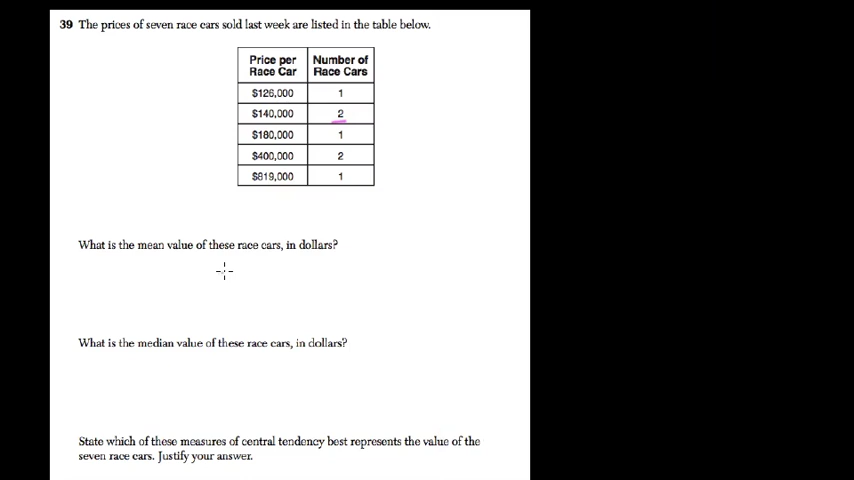 39 The prices of seven race cars sold last week are listed in the table below.
Price per Race Car Number of Race Cars
$126,000 1
$140,000 2
$180,000 1
$400,000 2
$819,000 1
What is the mean value of these race cars, in dollars?
What is the median value of these race cars, in dollars?
State which of these measures of central tendency best represents the value of the
seven race cars. Justify your answer.